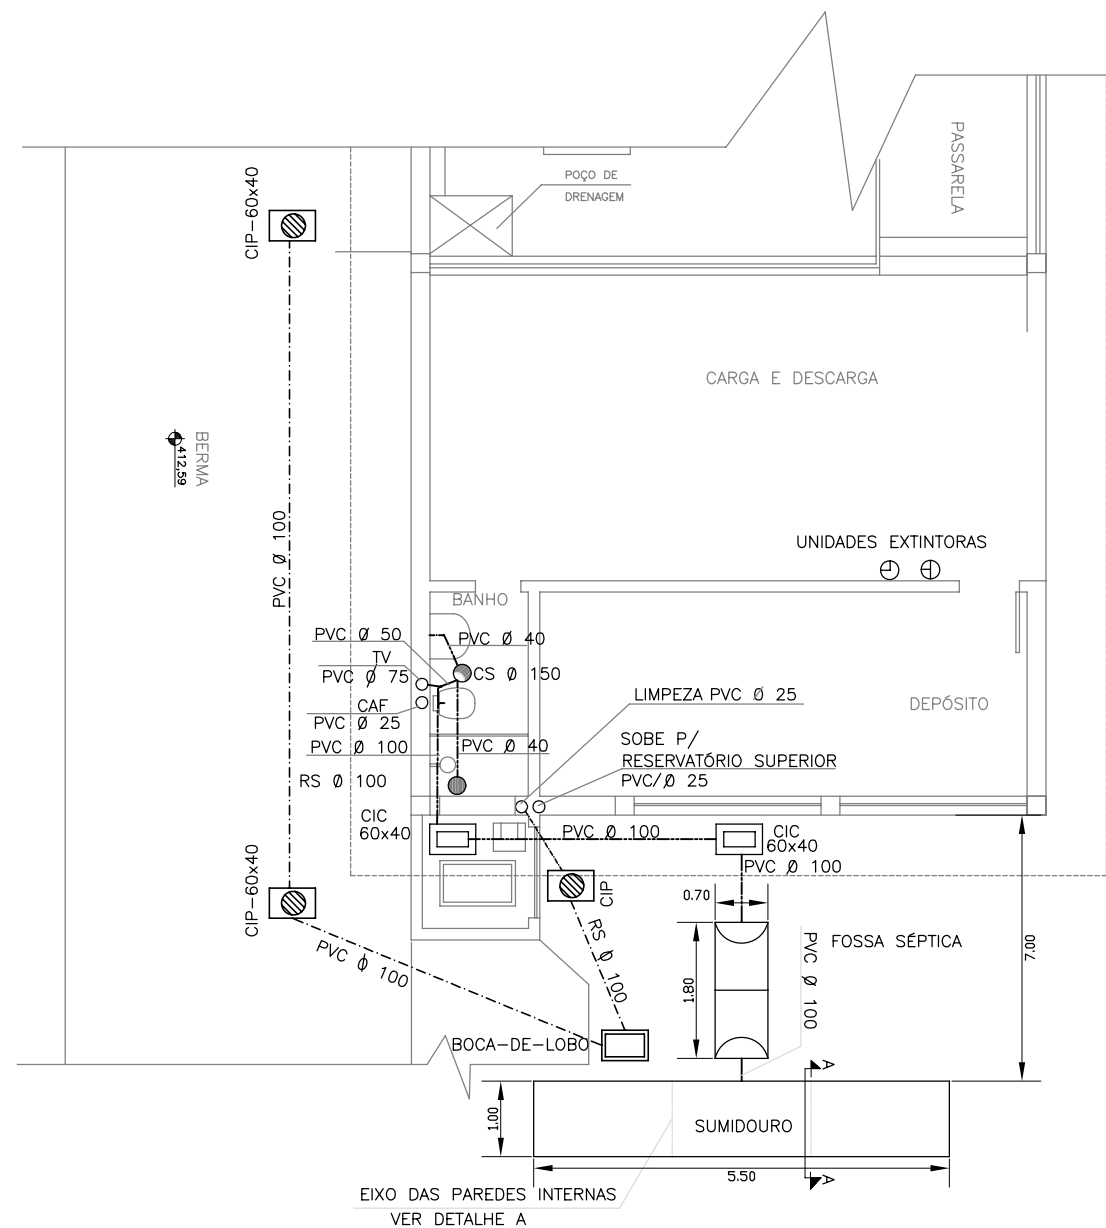 PASSARELA
POÇO DE
DRENAGEM
CIP-60x40
CARGA E DESCARGA
BERMA
412,59
PVC Ø 100
UNIDADES EXTINTORAS
BANHO
PVC Ø 50
PVC Ø 40
TV
PVC Ø 75
CS Ø 150
CAF
PVC Ø 25
LIMPEZA PVC Ø 25
DEPÓSITO
PVC Ø 100
PVC Ø 40
SOBE P/
RESERVATÓRIO SUPERIOR
PVC/Ø 25
RS Ø 100
CIC
60x40
PVC Ø 100
CIC
60x40
PVC Ø 100
CIP-60x40
CIP
0.70
PVC Ø 100
RS Ø 100
1.80
PVC Ø 100
FOSSA SÉPTICA
7.00
BOCA-DE-LOBO
A
1.00
SUMIDOURO
5.50
A
EIXO DAS PAREDES INTERNAS
VER DETALHE A